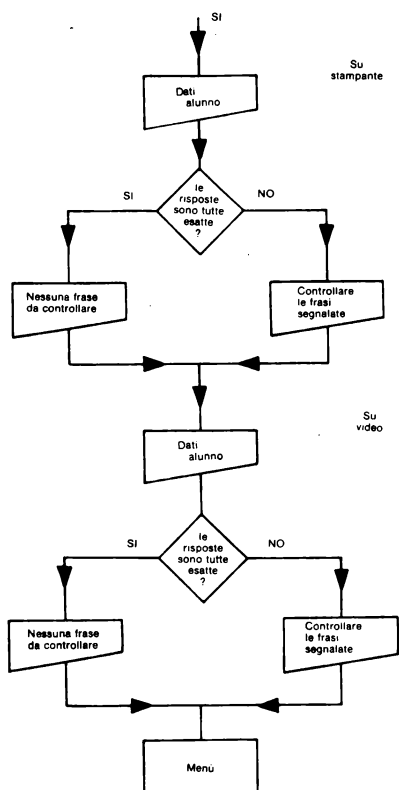 SI
Su
stampante
Dati
alunno
le
risposte
sono tutte
esatte
?
SI
NO
Nessuna frase
da controllare
Controllare
le frasi
segnalate
Su
video
Dati
alunno
le
risposte
sono tutte
esatte
?
SI
NO
Nessuna frase
da controllare
Controllare
le frasi
segnalate
Menú